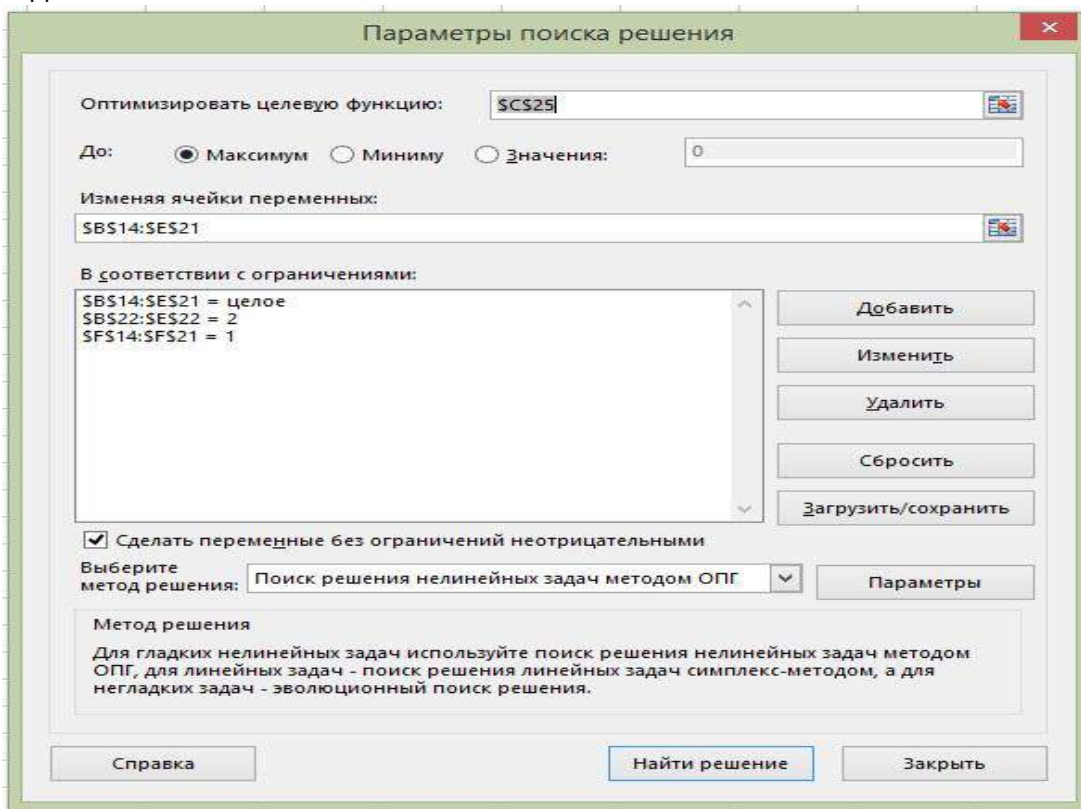 Параметры поиска решения
Оптимизировать целевую функцию: $C$25
До: Максимум Миниму Значения: 0
Изменяя ячейки переменных:
$B$14:$E$21
В соответствии с ограничениями:
$B$14:$E$21 = целое
$B$22:$E$22 = 2
$F$14:$F$21 = 1
Добавить
Изменить
Удалить
Сбросить
Загрузить/сохранить
Сделать переменные без ограничений неотрицательными
Выберите
метод решения: Поиск решения нелинейных задач методом ОПГ
Параметры
Метод решения
Для гладких нелинейных задач используйте поиск решения нелинейных задач методом
ОПГ, для линейных задач - поиск решения линейных задач симплекс-методом, а для
негладких задач - эволюционный поиск решения.
Справка
Найти решение
Закрыть